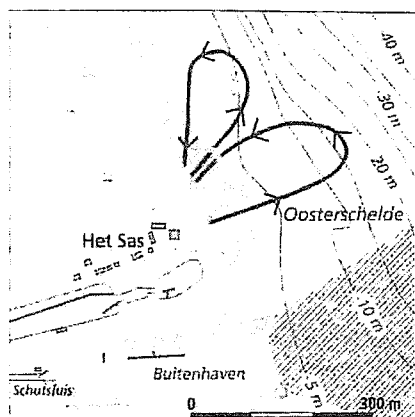 40 m
30 m
20 m
Oosterschelde
Het Sas
10 m
Buitenhaven
5 m
Schutsluis
0 300 m